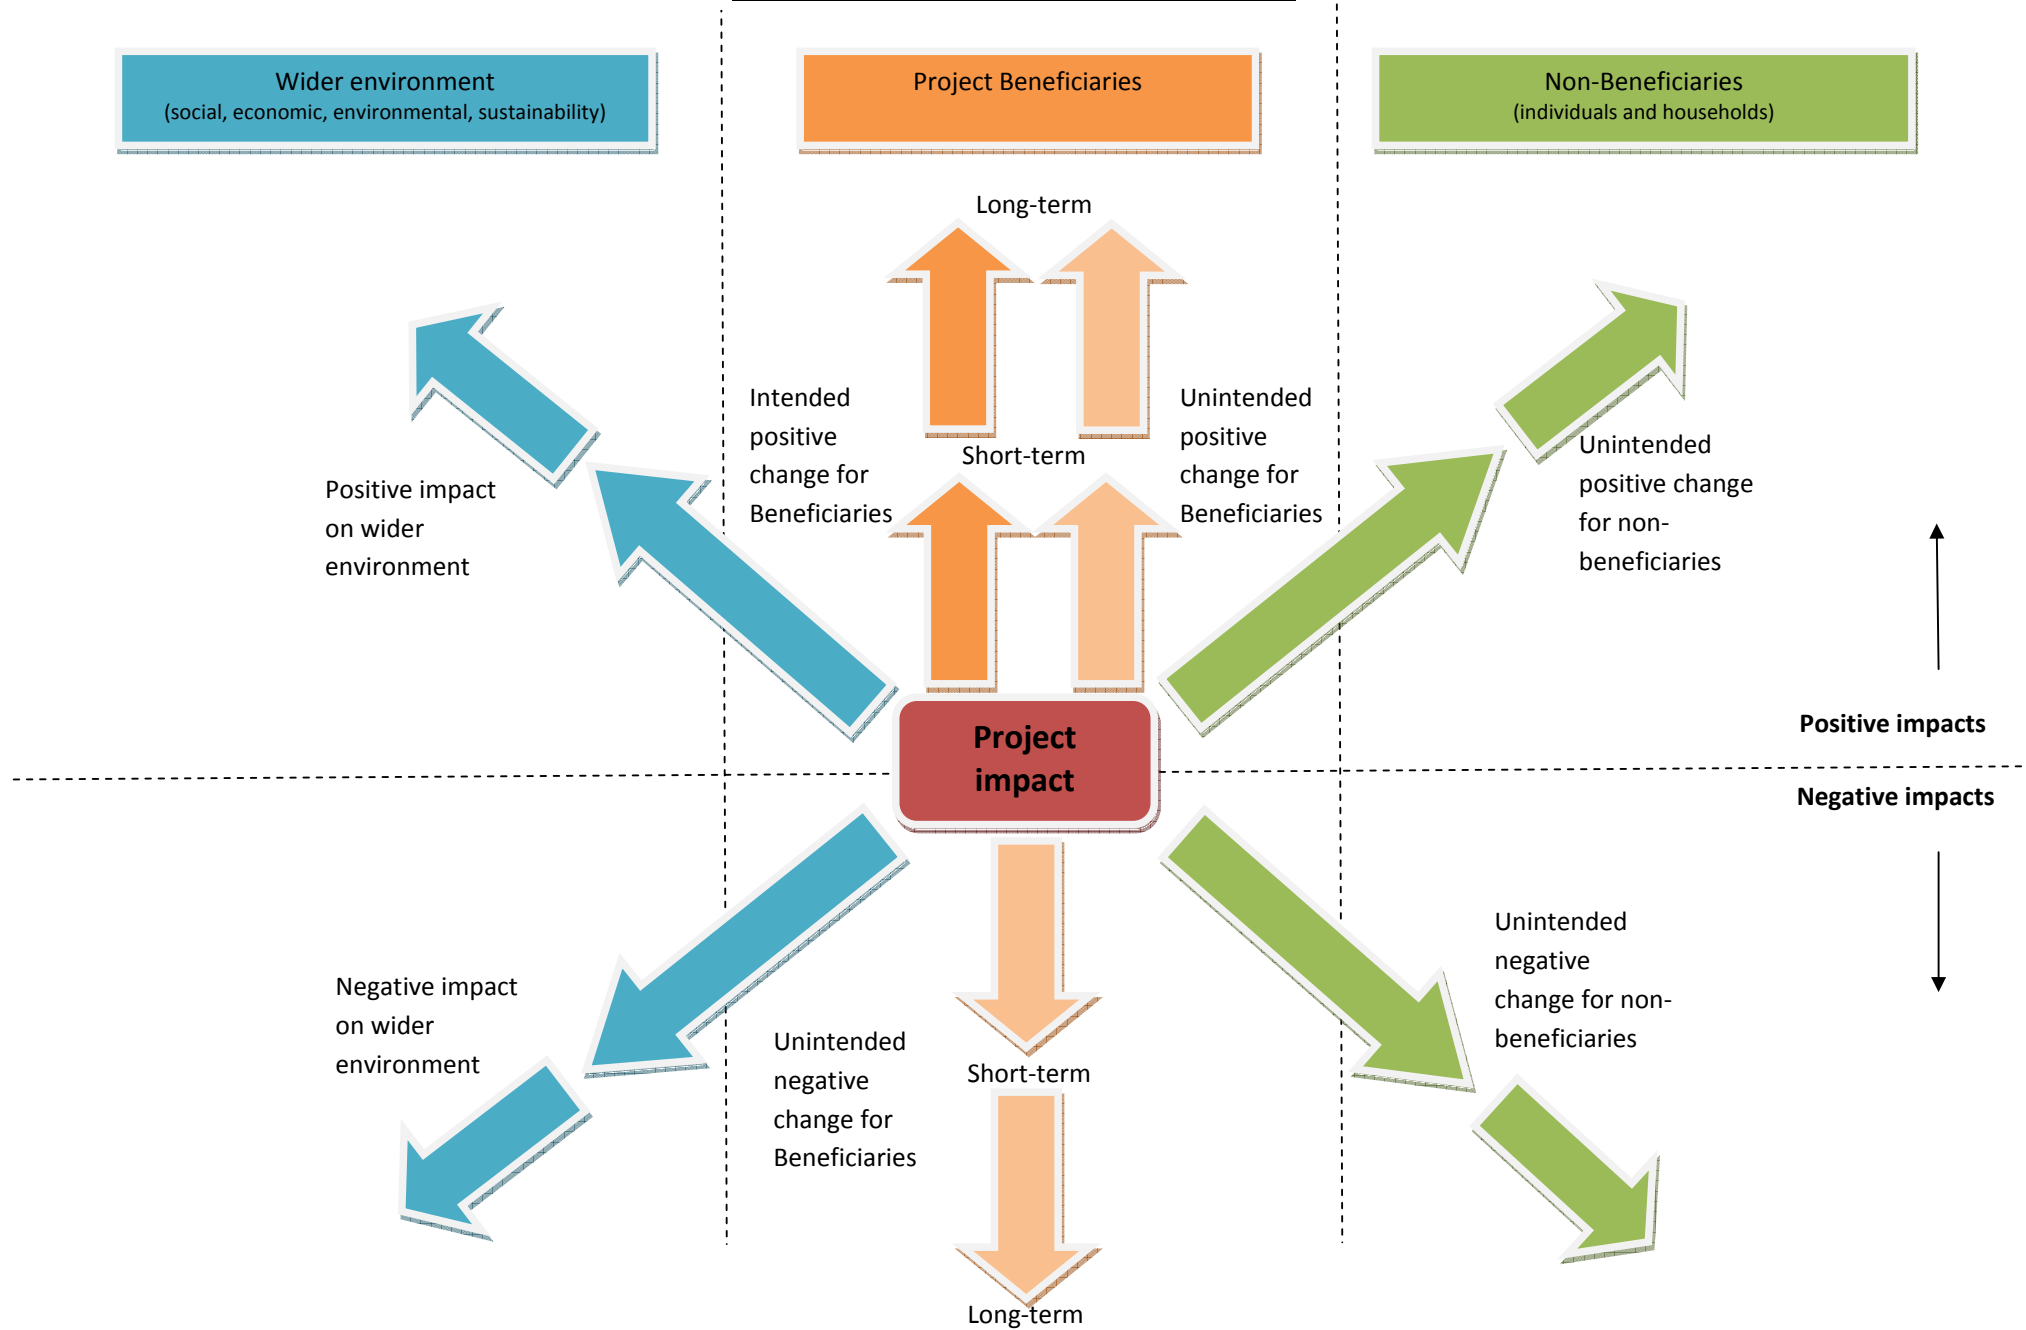 Wider environment
(social, economic, environmental, sustainability)
Project Beneficiaries
Non-Beneficiaries
(individuals and households)
Long-term
Intended
positive
change for
Beneficiaries
Short-term
Unintended
positive
change for
Beneficiaries
Positive impact
on wider
environment
Unintended
positive change
for non-
beneficiaries
Project
impact
Positive impacts
Negative impacts
Negative impact
on wider
environment
Unintended
negative
change for
Beneficiaries
Short-term
Unintended
negative
change for non-
beneficiaries
Long-term